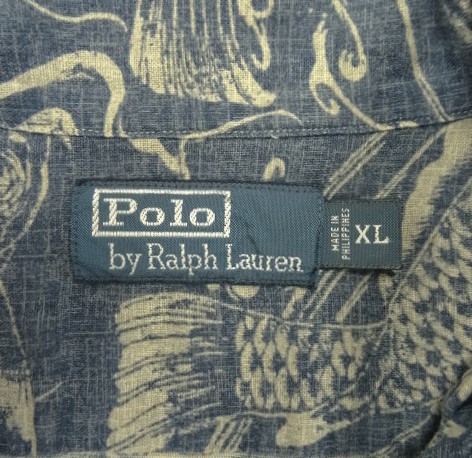 Polo
by Ralph Lauren
MADE IN
PHILIPPINES
XL